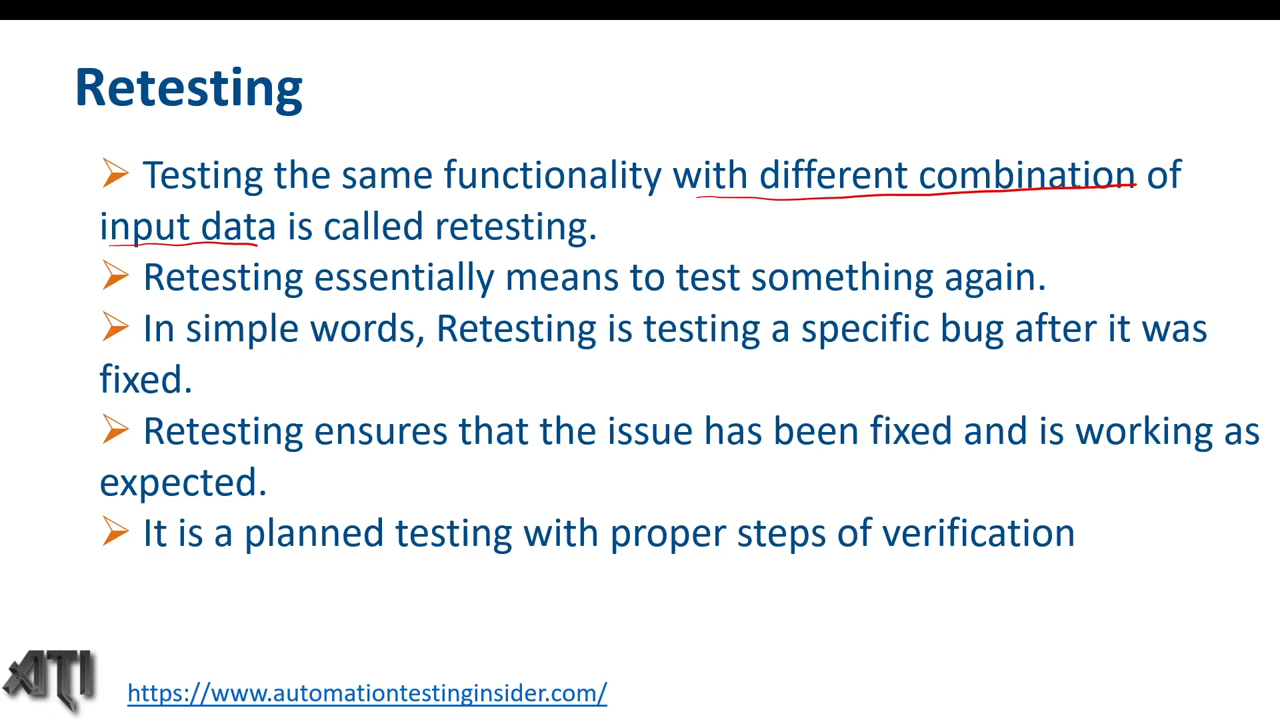 Retesting
➢ Testing the same functionality with different combination of
input data is called retesting.
➢ Retesting essentially means to test something again.
➢ In simple words, Retesting is testing a specific bug after it was
fixed.
➢ Retesting ensures that the issue has been fixed and is working as
expected.
➢ It is a planned testing with proper steps of verification
ATI
https://www.automationtestinginsider.com/